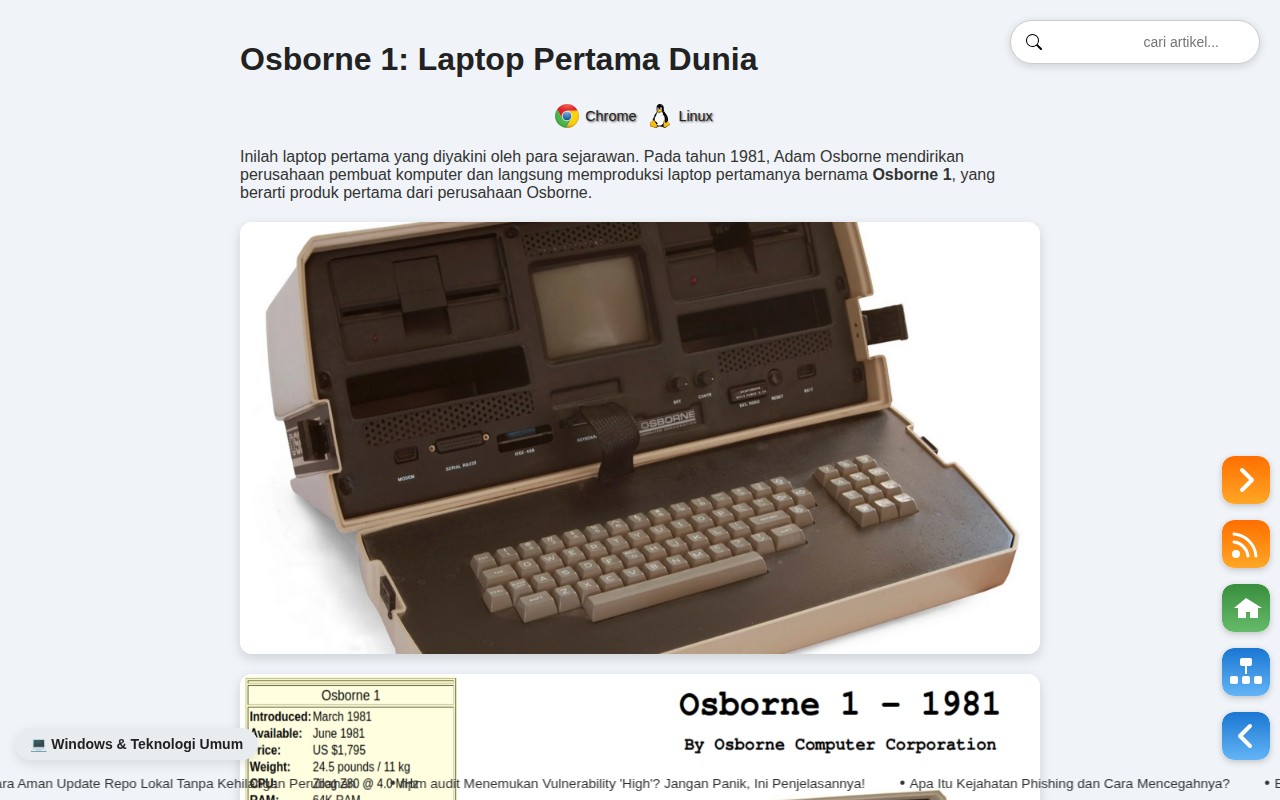 Osborne 1: Laptop Pertama Dunia
cari artikel...
Chrome Linux
Inilah laptop pertama yang diyakini oleh para sejarawan. Pada tahun 1981, Adam Osborne mendirikan
perusahaan pembuat komputer dan langsung memproduksi laptop pertamanya bernama Osborne 1, yang
berarti produk pertama dari perusahaan Osborne.
OSBORNE
MODEM
SERIAL RS232
IEEE-488
Osborne 1
Introduced: March 1981
Available: June 1981
Price: US $1,795
Weight: 24.5 pounds / 11 kg
CPU: Zilog Z80 @ 4.0 MHz
RAM: 64K RAM
Osborne 1 - 1981
By Osborne Computer Corporation
💻 Windows & Teknologi Umum
ara Aman Update Repo Lokal Tanpa Kehilangan Perubahan • Npm audit Menemukan Vulnerability 'High'? Jangan Panik, Ini Penjelasannya! • Apa Itu Kejahatan Phishing dan Cara Mencegahnya? •